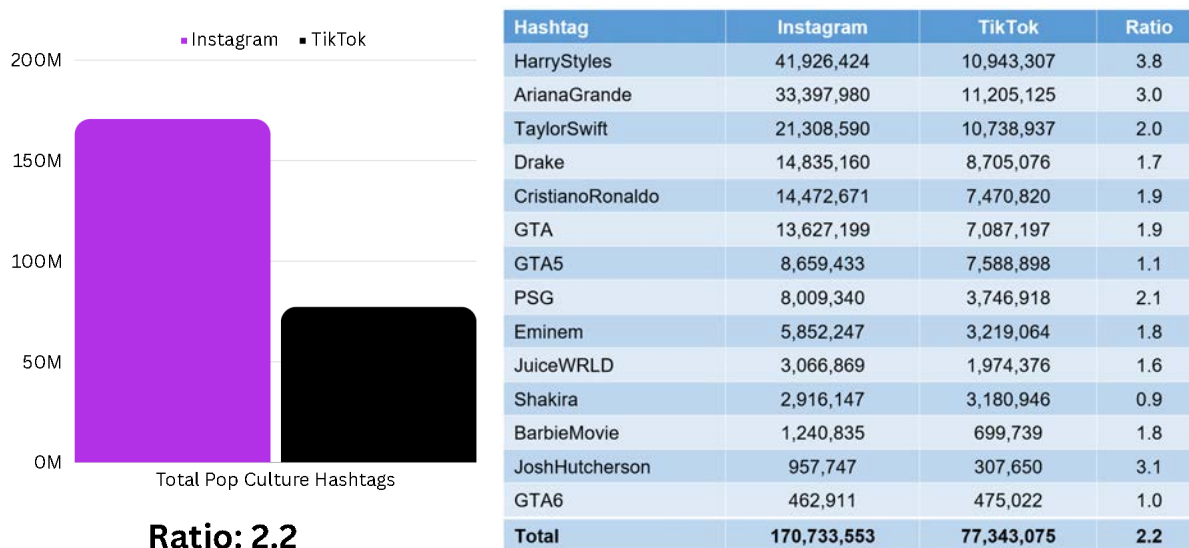 Instagram TikTok
200M
150M
100M
50M
0M
Total Pop Culture Hashtags
Ratio: 2.2
Hashtag Instagram TikTok Ratio
HarryStyles 41,926,424 10,943,307 3.8
ArianaGrande 33,397,980 11,205,125 3.0
TaylorSwift 21,308,590 10,738,937 2.0
Drake 14,835,160 8,705,076 1.7
CristianoRonaldo 14,472,671 7,470,820 1.9
GTA 13,627,199 7,087,197 1.9
GTA5 8,659,433 7,588,898 1.1
PSG 8,009,340 3,746,918 2.1
Eminem 5,852,247 3,219,064 1.8
JuiceWRLD 3,066,869 1,974,376 1.6
Shakira 2,916,147 3,180,946 0.9
BarbieMovie 1,240,835 699,739 1.8
JoshHutcherson 957,747 307,650 3.1
GTA6 462,911 475,022 1.0
Total 170,733,553 77,343,075 2.2